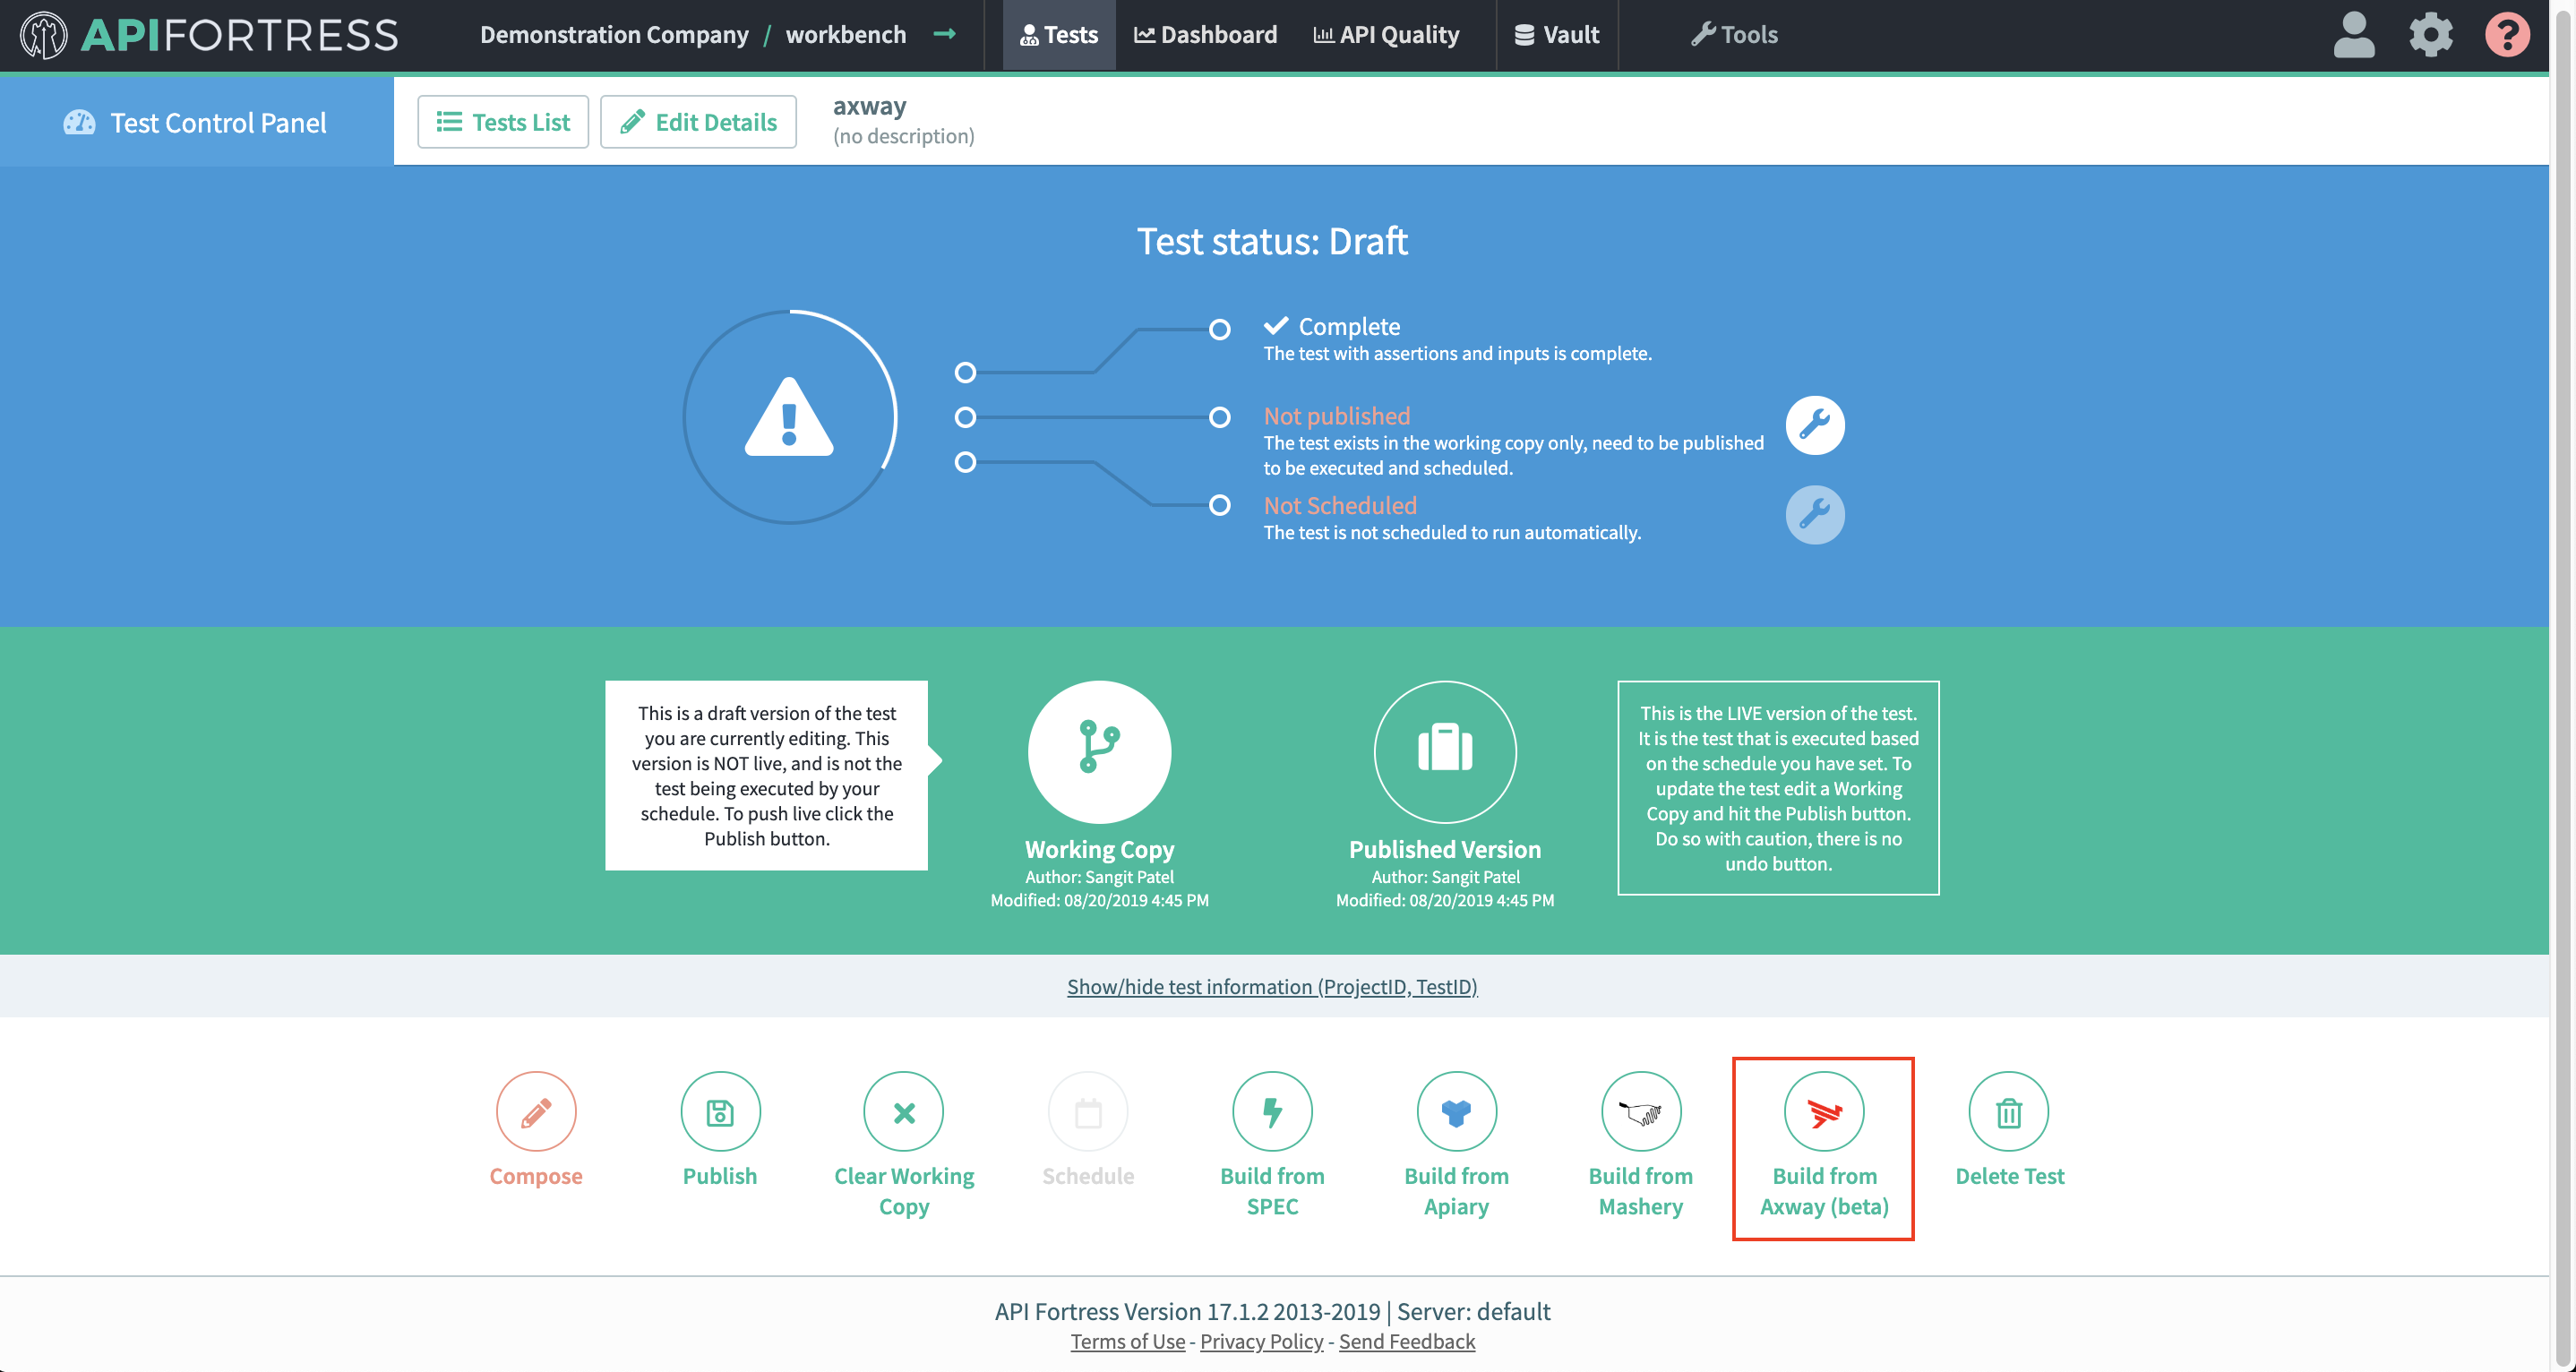 APIFORTRESS
Demonstration Company / workbench
Tests
Dashboard
API Quality
Vault
Tools
Test Control Panel
Tests List
Edit Details
axway
(no description)
Test status: Draft
Complete
The test with assertions and inputs is complete.
Not published
The test exists in the working copy only, need to be published
to be executed and scheduled.
Not Scheduled
The test is not scheduled to run automatically.
This is a draft version of the test
you are currently editing. This
version is NOT live, and is not the
test being executed by your
schedule. To push live click the
Publish button.
Working Copy
Author: Sangit Patel
Modified: 08/20/2019 4:45 PM
Published Version
Author: Sangit Patel
Modified: 08/20/2019 4:45 PM
This is the LIVE version of the test.
It is the test that is executed based
on the schedule you have set. To
update the test edit a Working
Copy and hit the Publish button.
Do so with caution, there is no
undo button.
Show/hide test information (ProjectID, TestID)
Compose
Publish
Clear Working
Copy
Schedule
Build from
SPEC
Build from
Apiary
Build from
Mashery
Build from
Axway (beta)
Delete Test
API Fortress Version 17.1.2 2013-2019 | Server: default
Terms of Use - Privacy Policy - Send Feedback